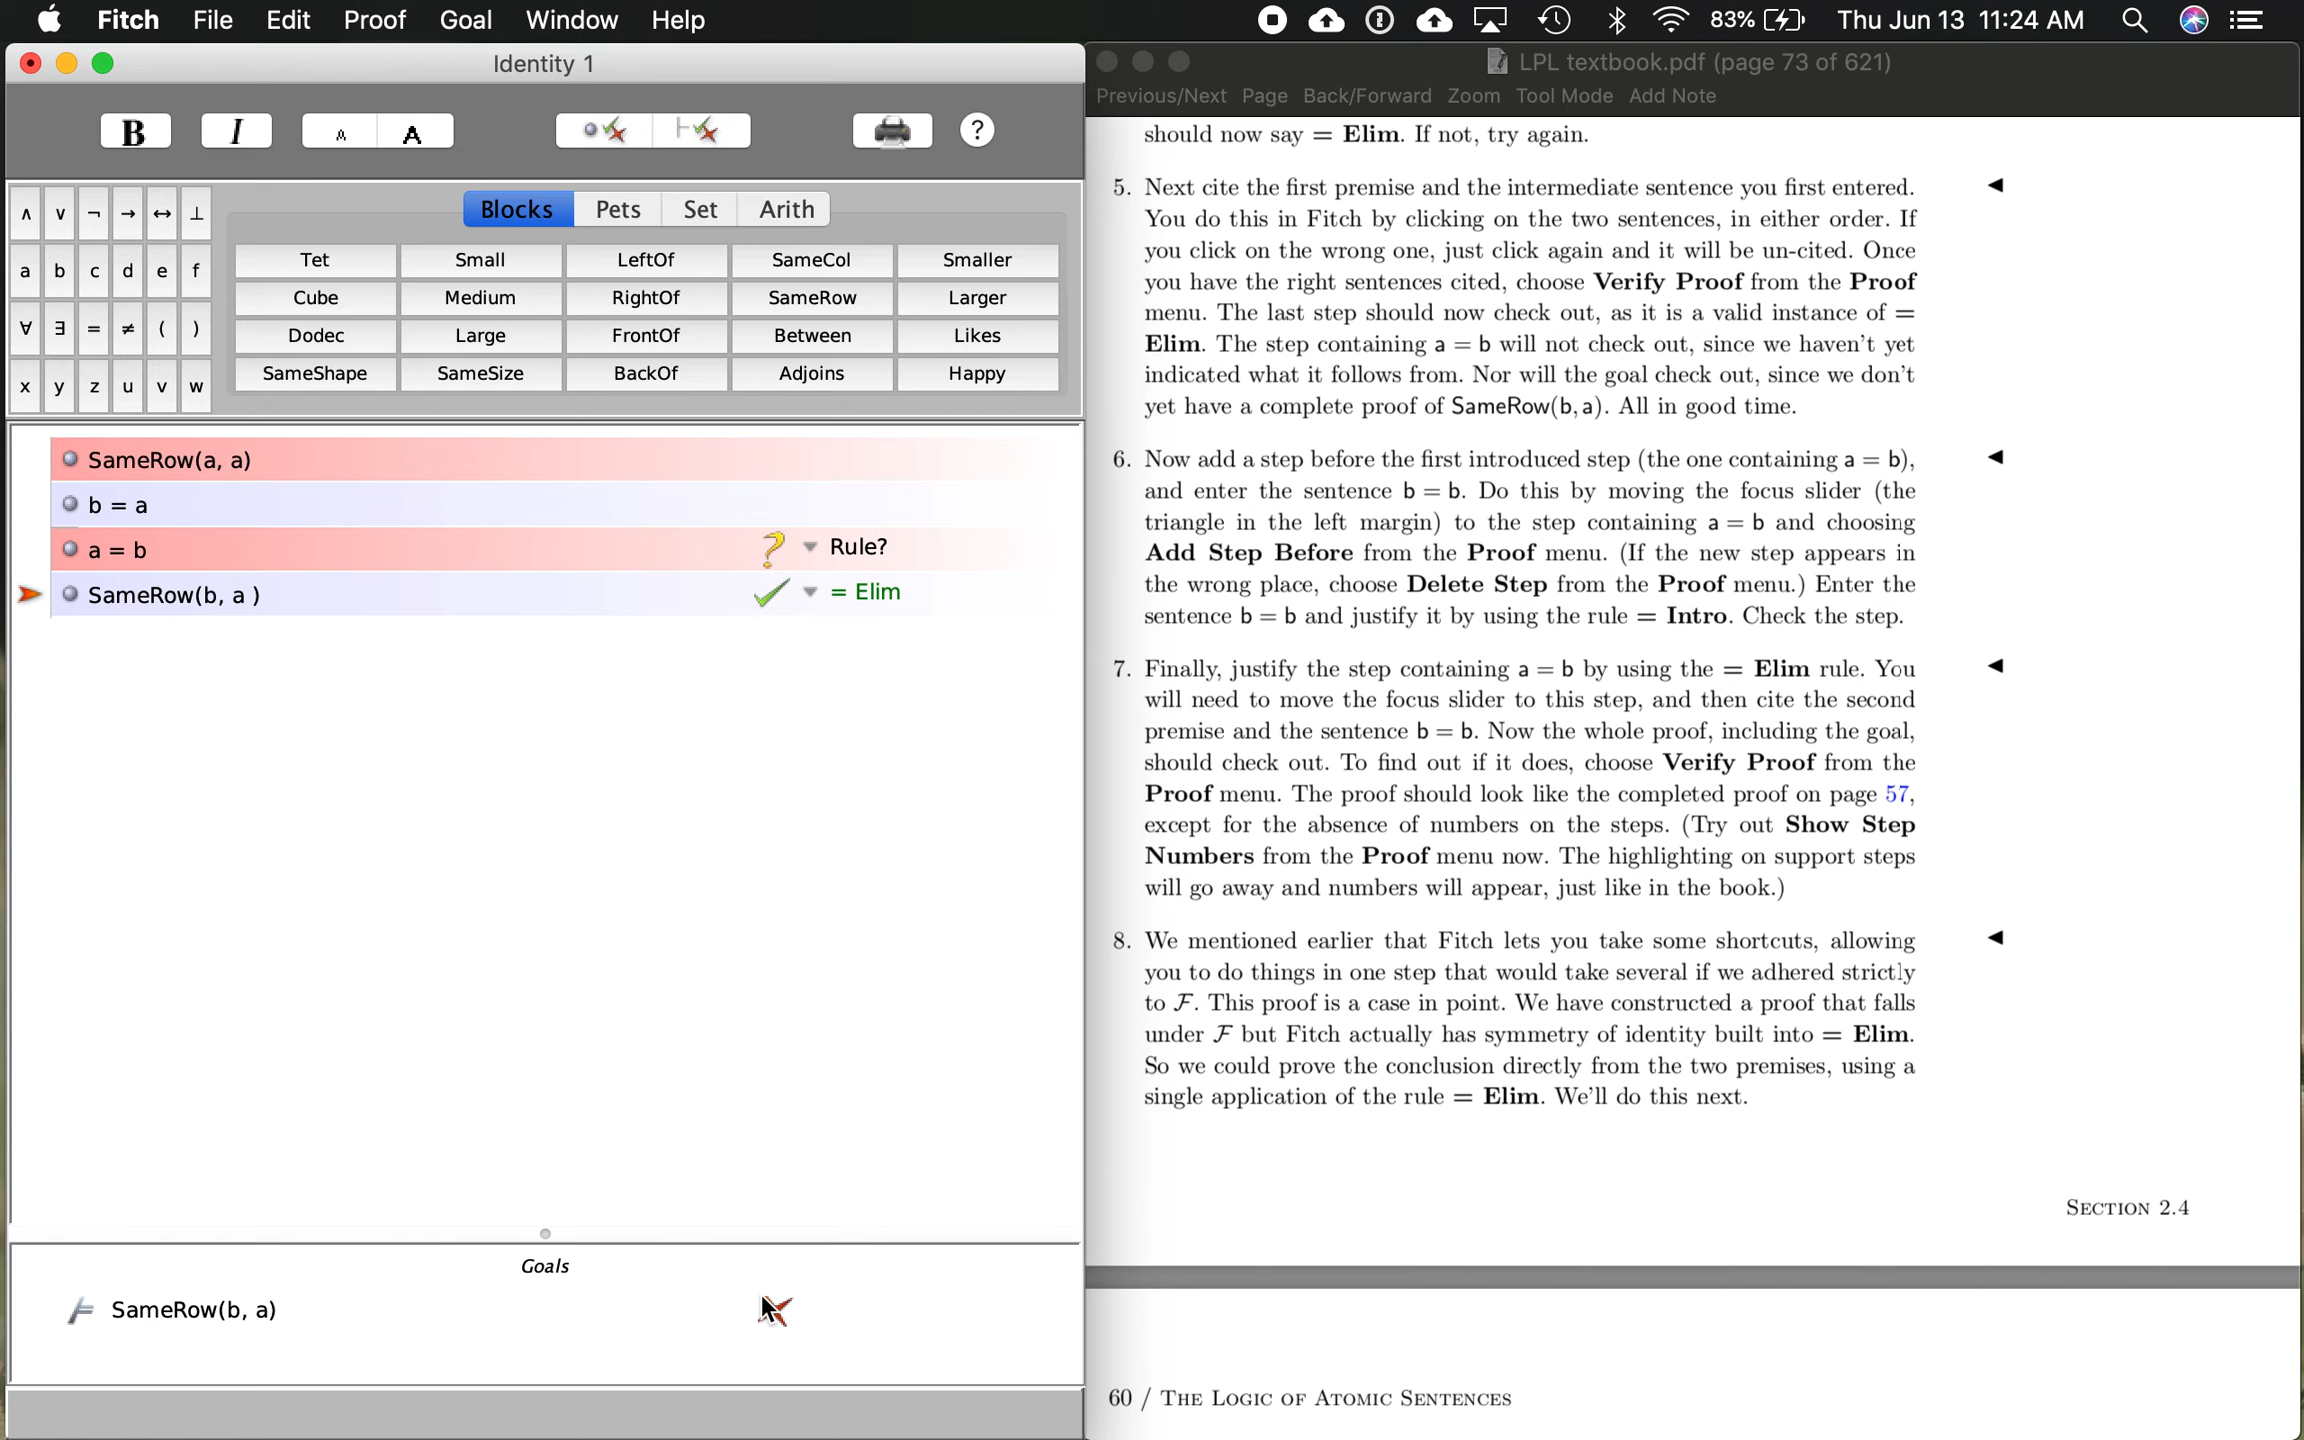 Fitch File Edit Proof Goal Window Help 83% Thu Jun 13 11:24 AM
Identity 1
LPL textbook.pdf (page 73 of 621)
Previous/Next Page Back/Forward Zoom Tool Mode Add Note
B I A A ?
∧ ∨ ¬ → ↔ ⊥
a b c d e f
∀ ∃ = ≠ ( )
x y z u v w
Blocks Pets Set Arith
Tet Small LeftOf SameCol Smaller
Cube Medium RightOf SameRow Larger
Dodec Large FrontOf Between Likes
SameShape SameSize BackOf Adjoins Happy
SameRow(a, a)
b = a
a = b ? Rule?
SameRow(b, a ) = Elim
Goals
SameRow(b, a)
should now say = Elim. If not, try again.
5. Next cite the first premise and the intermediate sentence you first entered.
You do this in Fitch by clicking on the two sentences, in either order. If
you click on the wrong one, just click again and it will be un-cited. Once
you have the right sentences cited, choose Verify Proof from the Proof
menu. The last step should now check out, as it is a valid instance of =
Elim. The step containing a = b will not check out, since we haven't yet
indicated what it follows from. Nor will the goal check out, since we don't
yet have a complete proof of SameRow(b, a). All in good time.
6. Now add a step before the first introduced step (the one containing a = b),
and enter the sentence b = b. Do this by moving the focus slider (the
triangle in the left margin) to the step containing a = b and choosing
Add Step Before from the Proof menu. (If the new step appears in
the wrong place, choose Delete Step from the Proof menu.) Enter the
sentence b = b and justify it by using the rule = Intro. Check the step.
7. Finally, justify the step containing a = b by using the = Elim rule. You
will need to move the focus slider to this step, and then cite the second
premise and the sentence b = b. Now the whole proof, including the goal,
should check out. To find out if it does, choose Verify Proof from the
Proof menu. The proof should look like the completed proof on page 57,
except for the absence of numbers on the steps. (Try out Show Step
Numbers from the Proof menu now. The highlighting on support steps
will go away and numbers will appear, just like in the book.)
8. We mentioned earlier that Fitch lets you take some shortcuts, allowing
you to do things in one step that would take several if we adhered strictly
to F. This proof is a case in point. We have constructed a proof that falls
under F but Fitch actually has symmetry of identity built into = Elim.
So we could prove the conclusion directly from the two premises, using a
single application of the rule = Elim. We'll do this next.
Section 2.4
60 / The Logic of Atomic Sentences